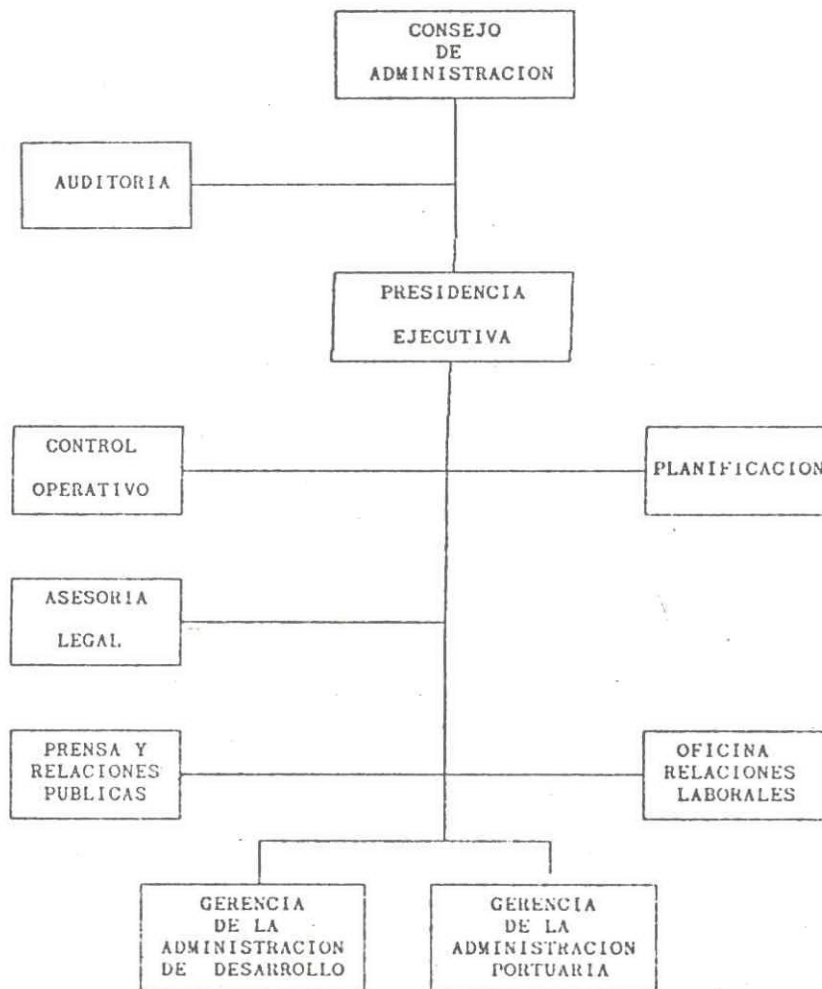 CONSEJO
DE
ADMINISTRACION
AUDITORIA
PRESIDENCIA
EJECUTIVA
CONTROL
OPERATIVO
PLANIFICACION
ASESORIA
LEGAL
PRENSA Y
RELACIONES
PUBLICAS
OFICINA
RELACIONES
LABORALES
GERENCIA
DE LA
ADMINISTRACION
DE DESARROLLO
GERENCIA
DE LA
ADMINISTRACION
PORTUARIA